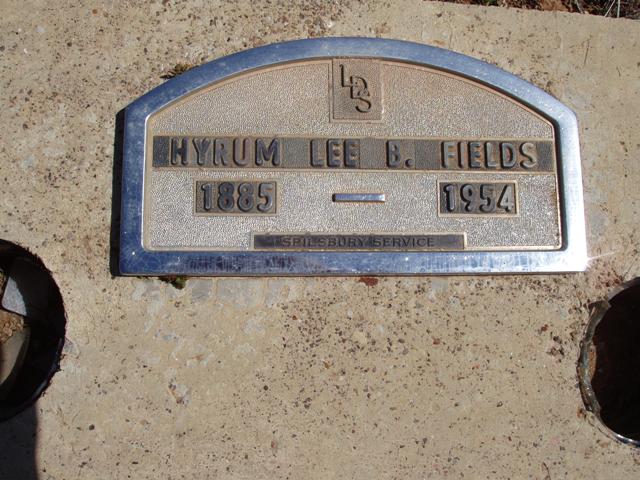 LDS
HYRUM LEE B. FIELDS
1885 — 1954
SPILSBURY SERVICE